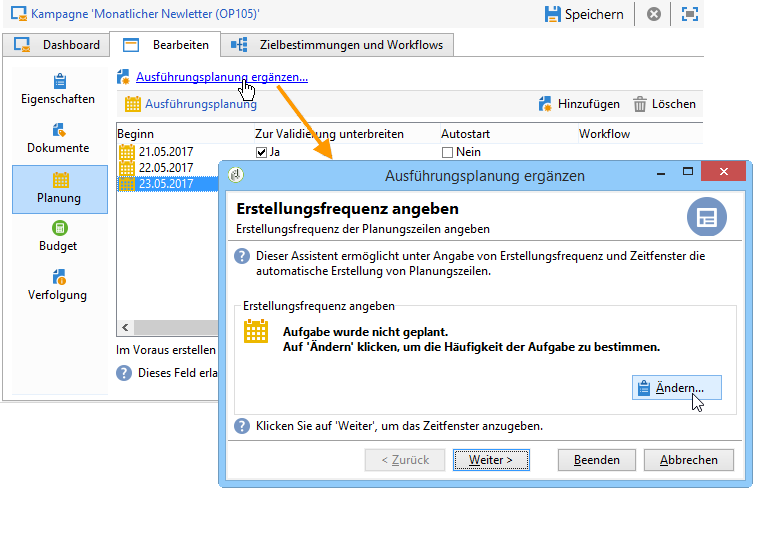 Kampagne 'Monatlicher Newletter (OP105)'
Speichern
Dashboard
Bearbeiten
Zielbestimmungen und Workflows
Eigenschaften
Dokumente
Planung
Budget
Verfolgung
Ausführungsplanung ergänzen...
Ausführungsplanung
Hinzufügen
Löschen
Beginn Zur Validierung unterbreiten Autostart Workflow
21.05.2017 Ja Nein
22.05.2017
23.05.2017
Im Voraus erstellen
Dieses Feld erla
Ausführungsplanung ergänzen
Erstellungsfrequenz angeben
Erstellungsfrequenz der Planungszeilen angeben
Dieser Assistent ermöglicht unter Angabe von Erstellungsfrequenz und Zeitfenster die
automatische Erstellung von Planungszeilen.
Erstellungsfrequenz angeben
Aufgabe wurde nicht geplant.
Auf 'Ändern' klicken, um die Häufigkeit der Aufgabe zu bestimmen.
Ändern...
Klicken Sie auf 'Weiter', um das Zeitfenster anzugeben.
< Zurück
Weiter >
Beenden
Abbrechen